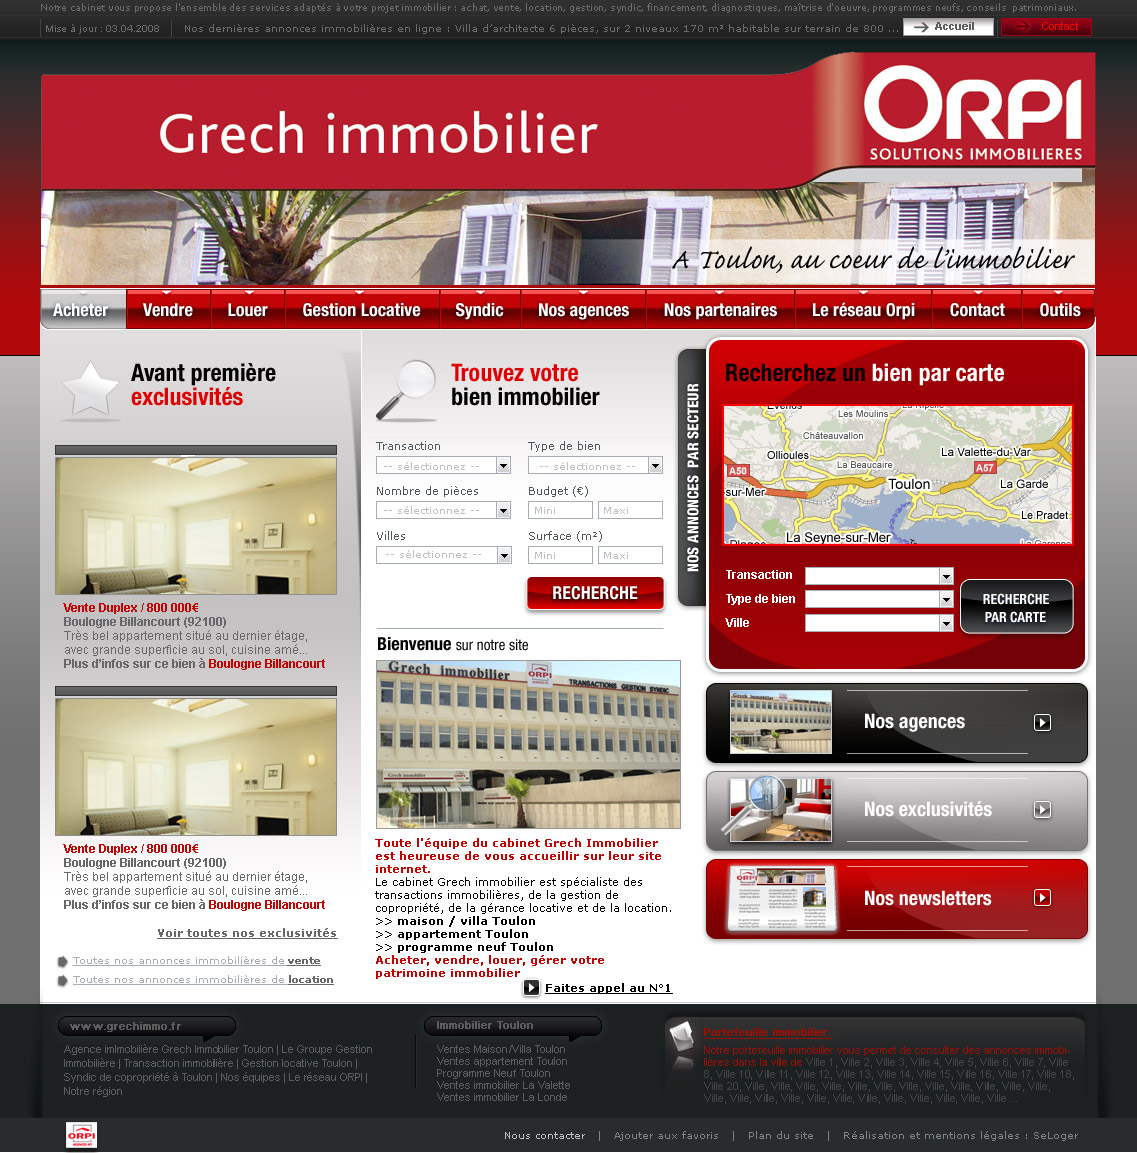 Notre cabinet vous propose l'ensemble des services adaptés à votre projet immobilier : achat, vente, location, gestion, syndic, financement, diagnostiques, maîtrise d'oeuvre, programmes neufs, conseils patrimoniaux.
Mise à jour : 03.04.2008
Nos dernières annonces immobilières en ligne : Villa d'architecte 6 pièces, sur 2 niveaux 170 m² habitable sur terrain de 800 ...
Accueil
Contact
Grech immobilier
ORPI
SOLUTIONS IMMOBILIERES
A Toulon, au coeur de l'immobilier
Acheter
Vendre
Louer
Gestion Locative
Syndic
Nos agences
Nos partenaires
Le réseau Orpi
Contact
Outils
Avant première
exclusivités
Vente Duplex / 800 000€
Boulogne Billancourt (92100)
Très bel appartement situé au dernier étage,
avec grande superficie au sol, cuisine amé...
Plus d'infos sur ce bien à Boulogne Billancourt
Vente Duplex / 800 000€
Boulogne Billancourt (92100)
Très bel appartement situé au dernier étage,
avec grande superficie au sol, cuisine amé...
Plus d'infos sur ce bien à Boulogne Billancourt
Voir toutes nos exclusivités
Toutes nos annonces immobilières de vente
Toutes nos annonces immobilières de location
Trouvez votre
bien immobilier
Transaction
Type de bien
-- sélectionnez --
-- sélectionnez --
Nombre de pièces
Budget (€)
-- sélectionnez --
Mini
Maxi
Villes
Surface (m²)
-- sélectionnez --
Mini
Maxi
RECHERCHE
Bienvenue sur notre site
Grech immobilier
ORPI
TRANSACTIONS GESTION SYNDIC
Grech immobilier
Toute l'équipe du cabinet Grech Immobilier
est heureuse de vous accueillir sur leur site
internet.
Le cabinet Grech immobilier est spécialiste des
transactions immobilières, de la gestion de
copropriété, de la gérance locative et de la location.
>> maison / villa Toulon
>> appartement Toulon
>> programme neuf Toulon
Acheter, vendre, louer, gérer votre
patrimoine immobilier
Faites appel au N°1
NOS ANNONCES PAR SECTEUR
Recherchez un bien par carte
Evenos
Les Moulins
La Ripelle
Châteauvallon
Ollioules
La Valette-du-Var
La Beaucaire
A50
A57
Toulon
La Garde
sur-Mer
Le Pradet
La Seyne-sur-Mer
La Garonne
Transaction
Type de bien
Ville
RECHERCHE
PAR CARTE
Nos agences
Nos exclusivités
ORPI
Nos newsletters
www.grechimmo.fr
Agence imlmobilière Grech Immobilier Toulon | Le Groupe Gestion
Immobilière | Transaction immobilière | Gestion locative Toulon |
Syndic de copropriété à Toulon | Nos équipes | Le réseau ORPI |
Notre région
Immobilier Toulon
Ventes Maison/Villa Toulon
Ventes appartement Toulon
Programme Neuf Toulon
Ventes immobilier La Valette
Ventes immobilier La Londe
Portefeuille immobilier:
Notre portefeuille immobilier vous permet de consulter des annonces immobi-
lières dans la ville de Ville 1, Ville 2, Ville 3, Ville 4, Ville 5, Ville 6, Ville 7, Ville
8, Ville 10, Ville 11, Ville 12, Ville 13, Ville 14, Ville 15, Ville 16, Ville 17, Ville 18,
Ville 20, Ville, Ville, Ville, Ville, Ville, Ville, Ville, Ville, Ville, Ville, Ville, Ville,
Ville, Ville, Ville, Ville, Ville, Ville, Ville, Ville, Ville, Ville, Ville, Ville ...
ORPI
Nous contacter | Ajouter aux favoris | Plan du site | Réalisation et mentions légales : SeLoger